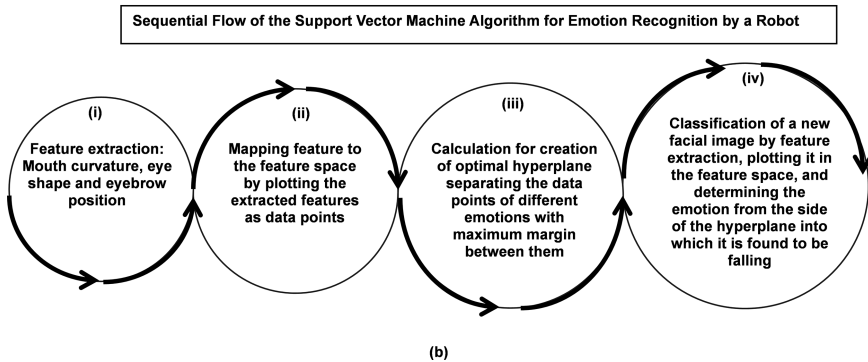 Sequential Flow of the Support Vector Machine Algorithm for Emotion Recognition by a Robot
(i)
Feature extraction:
Mouth curvature, eye
shape and eyebrow
position
(ii)
Mapping feature to
the feature space
by plotting the
extracted features
as data points
(iii)
Calculation for creation
of optimal hyperplane
separating the data
points of different
emotions with
maximum margin
between them
(iv)
Classification of a new
facial image by feature
extraction, plotting it in
the feature space, and
determining the
emotion from the side
of the hyperplane into
which it is found to be
falling
(b)